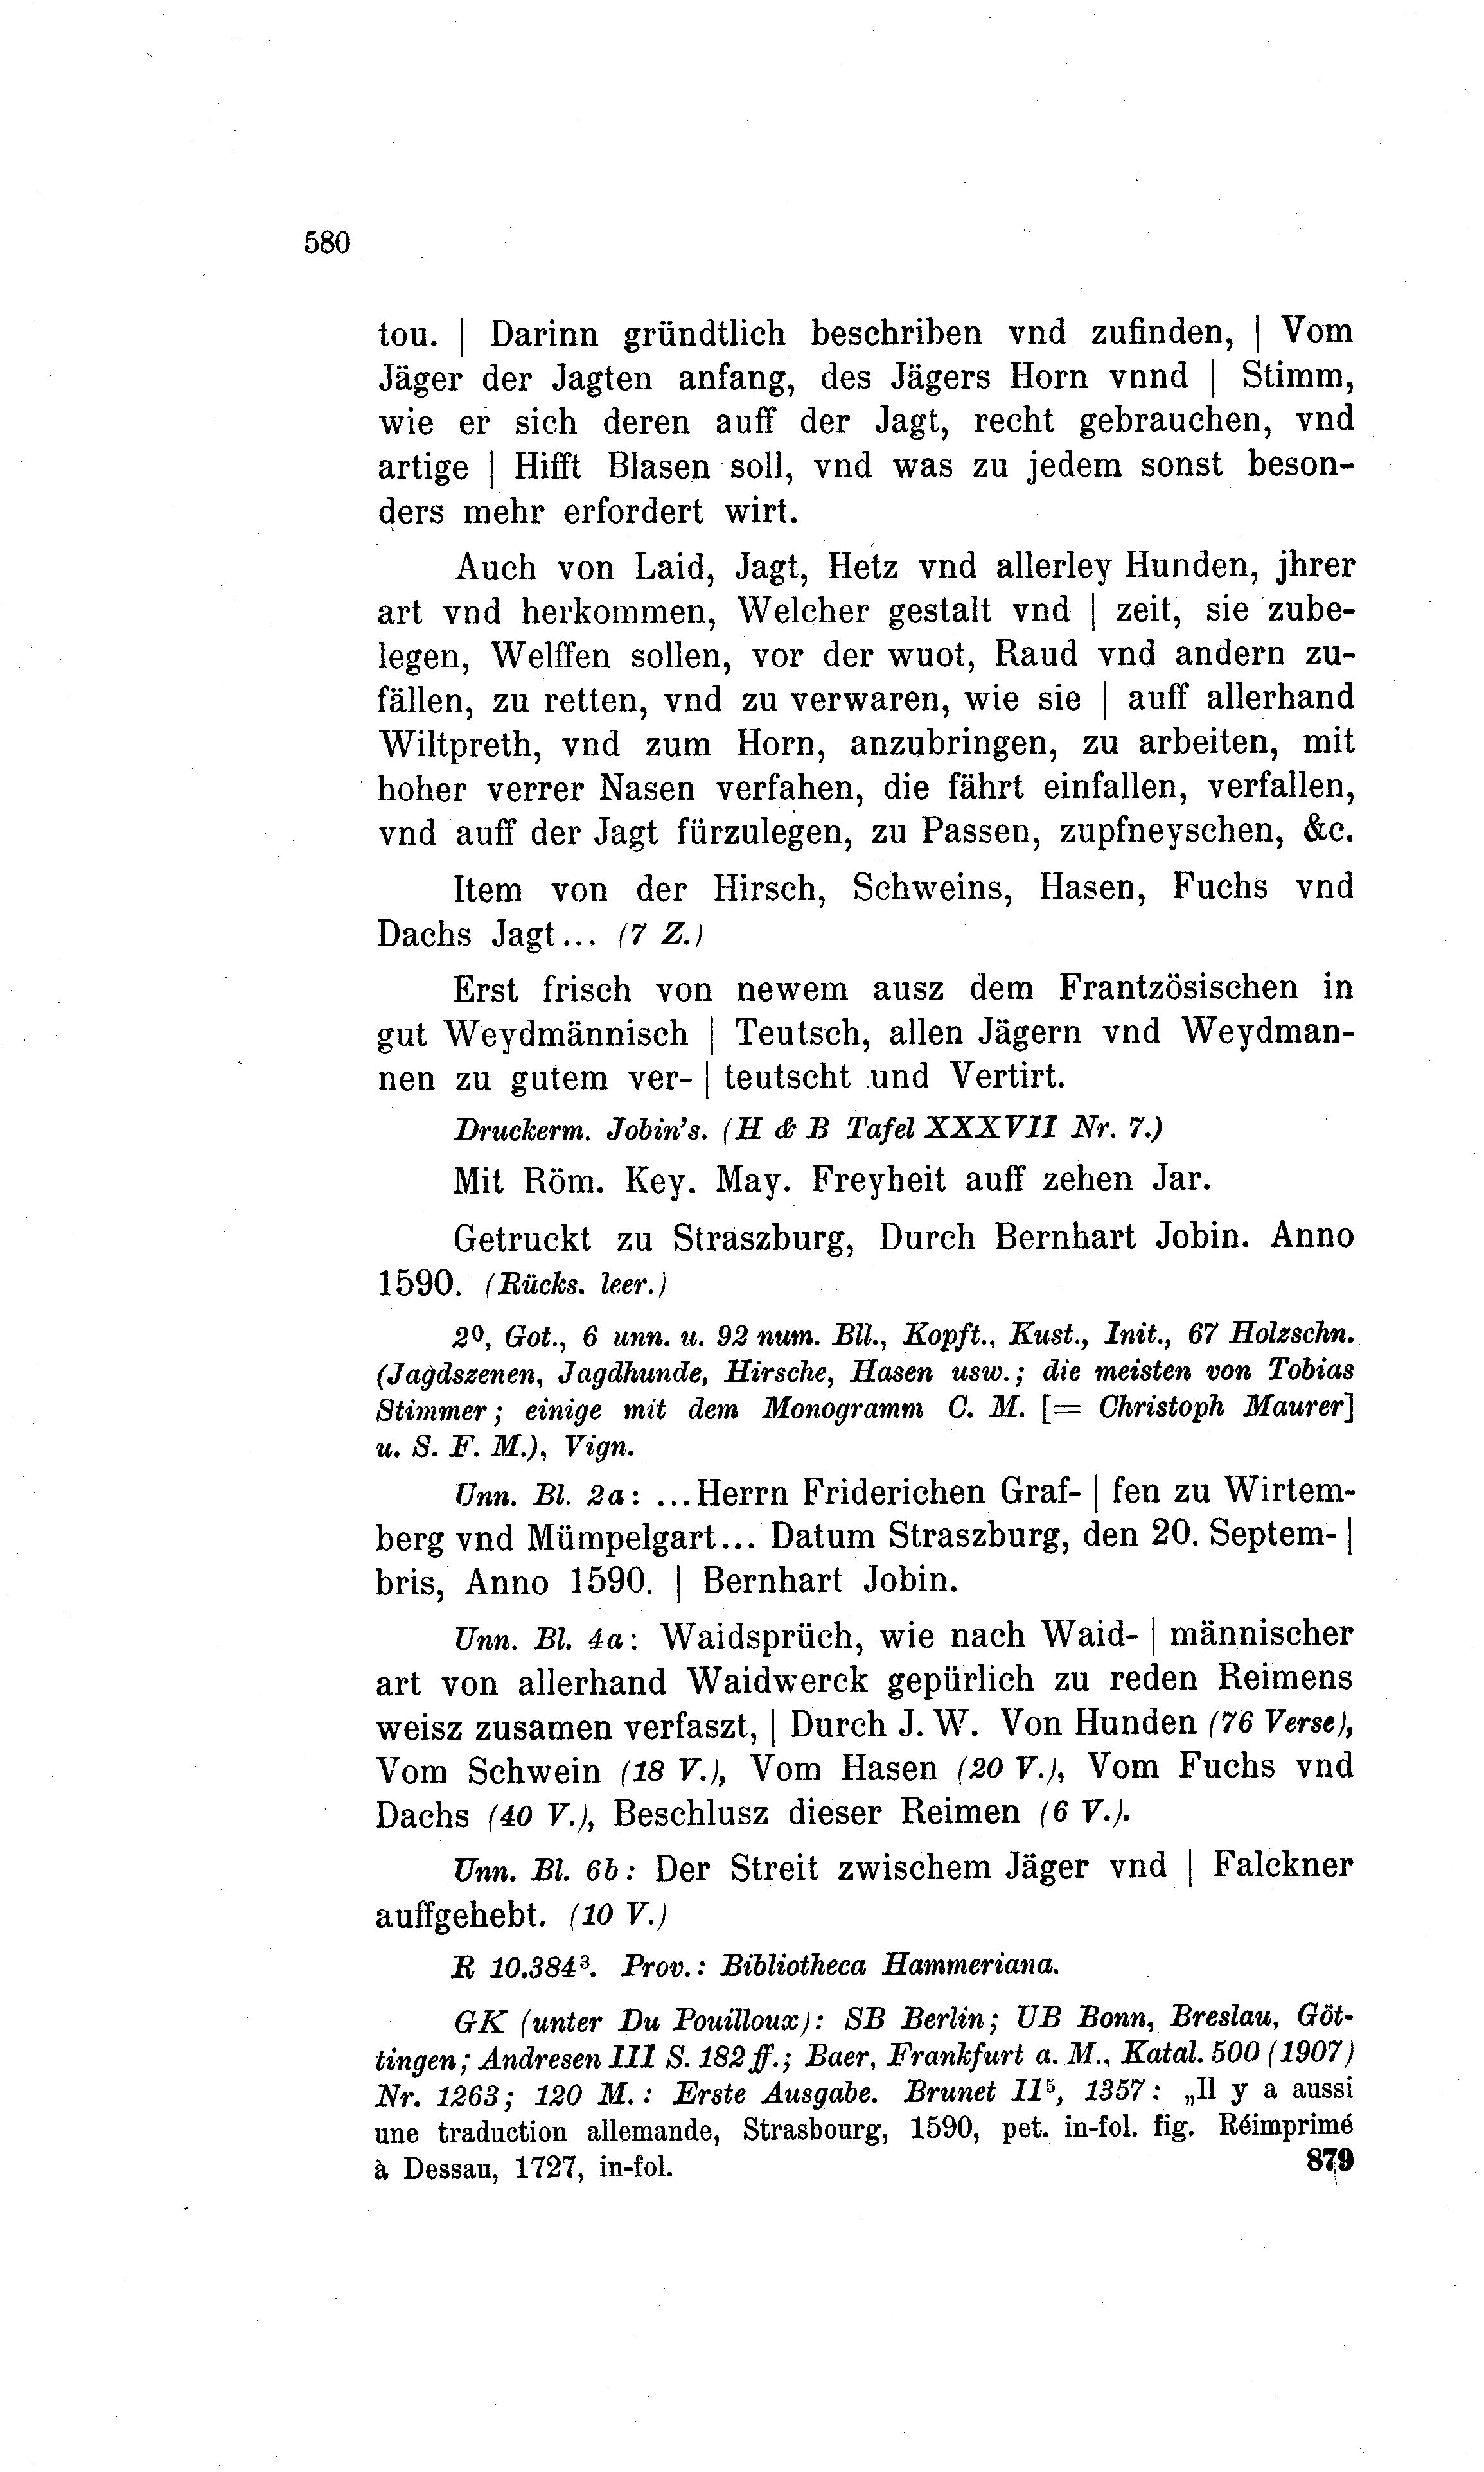 580
tou. | Darinn gründtlich beschriben vnd zufinden, | Vom
Jäger der Jagten anfang, des Jägers Horn vnnd | Stimm,
wie er sich deren auff der Jagt, recht gebrauchen, vnd
artige | Hifft Blasen soll, vnd was zu jedem sonst beson-
ders mehr erfordert wirt.
Auch von Laid, Jagt, Hetz vnd allerley Hunden, jhrer
art vnd herkommen, Welcher gestalt vnd | zeit, sie zube-
legen, Welffen sollen, vor der wuot, Raud vnd andern zu-
fällen, zu retten, vnd zu verwaren, wie sie | auff allerhand
Wiltpreth, vnd zum Horn, anzubringen, zu arbeiten, mit
hoher verrer Nasen verfahen, die fährt einfallen, verfallen,
vnd auff der Jagt fürzulegen, zu Passen, zupfneyschen, &c.
Item von der Hirsch, Schweins, Hasen, Fuchs vnd
Dachs Jagt... (7 Z.)
Erst frisch von newem ausz dem Frantzösischen in
gut Weydmännisch | Teutsch, allen Jägern vnd Weydman-
nen zu gutem ver- | teutscht und Vertirt.
Druckerm. Jobin's. (H & B Tafel XXXVII Nr. 7.)
Mit Röm. Key. May. Freyheit auff zehen Jar.
Getruckt zu Straszburg, Durch Bernhart Jobin. Anno
1590. (Rücks. leer.)
2⁰, Got., 6 unn. u. 92 num. Bll., Kopft., Kust., Init., 67 Holzschn.
(Jagdszenen, Jagdhunde, Hirsche, Hasen usw.; die meisten von Tobias
Stimmer; einige mit dem Monogramm C. M. [= Christoph Maurer]
u. S. F. M.), Vign.
Unn. Bl. 2a: ...Herrn Friderichen Graf- | fen zu Wirtem-
berg vnd Mümpelgart... Datum Straszburg, den 20. Septem- |
bris, Anno 1590. | Bernhart Jobin.
Unn. Bl. 4a: Waidsprüch, wie nach Waid- | männischer
art von allerhand Waidwerck gepürlich zu reden Reimens
weisz zusamen verfaszt, | Durch J. W. Von Hunden (76 Verse),
Vom Schwein (18 V.), Vom Hasen (20 V.), Vom Fuchs vnd
Dachs (40 V.), Beschlusz dieser Reimen (6 V.).
Unn. Bl. 6b: Der Streit zwischem Jäger vnd | Falckner
auffgehebt. (10 V.)
R 10.384³. Prov.: Bibliotheca Hammeriana.
GK (unter Du Pouilloux): SB Berlin; UB Bonn, Breslau, Göt-
tingen; Andresen III S. 182 ff.; Baer, Frankfurt a. M., Katal. 500 (1907)
Nr. 1263; 120 M.: Erste Ausgabe. Brunet II⁵, 1357: „Il y a aussi
une traduction allemande, Strasbourg, 1590, pet. in-fol. fig. Réimprimé
à Dessau, 1727, in-fol. 879